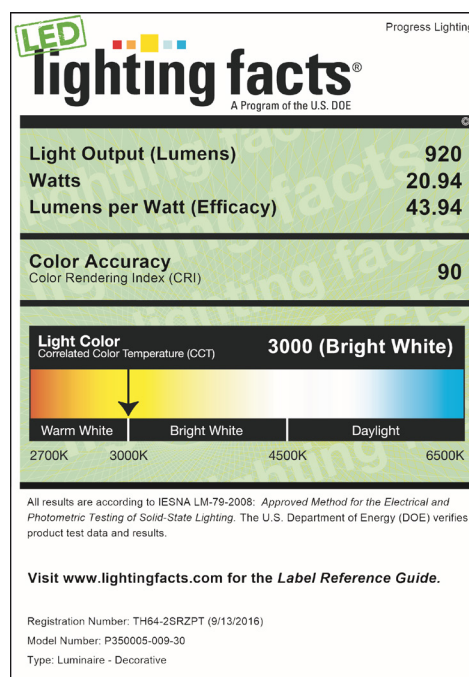 Progress Lighting
LED
lighting facts®
A Program of the U.S. DOE
Light Output (Lumens) 920
Watts 20.94
Lumens per Watt (Efficacy) 43.94
Color Accuracy
Color Rendering Index (CRI) 90
Light Color
Correlated Color Temperature (CCT) 3000 (Bright White)
Warm White Bright White Daylight
2700K 3000K 4500K 6500K
All results are according to IESNA LM-79-2008: Approved Method for the Electrical and
Photometric Testing of Solid-State Lighting. The U.S. Department of Energy (DOE) verifies
product test data and results.
Visit www.lightingfacts.com for the Label Reference Guide.
Registration Number: TH64-2SRZPT (9/13/2016)
Model Number: P350005-009-30
Type: Luminaire - Decorative